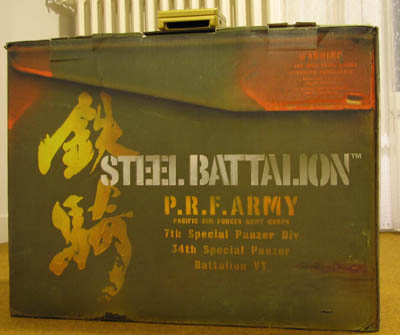 WARNING
鉄騎
STEEL BATTALION™
P.R.F. ARMY
PACIFIC RIM FORCES ARMY CORPS
7th Special Panzer Div
34th Special Panzer
Battalion VT